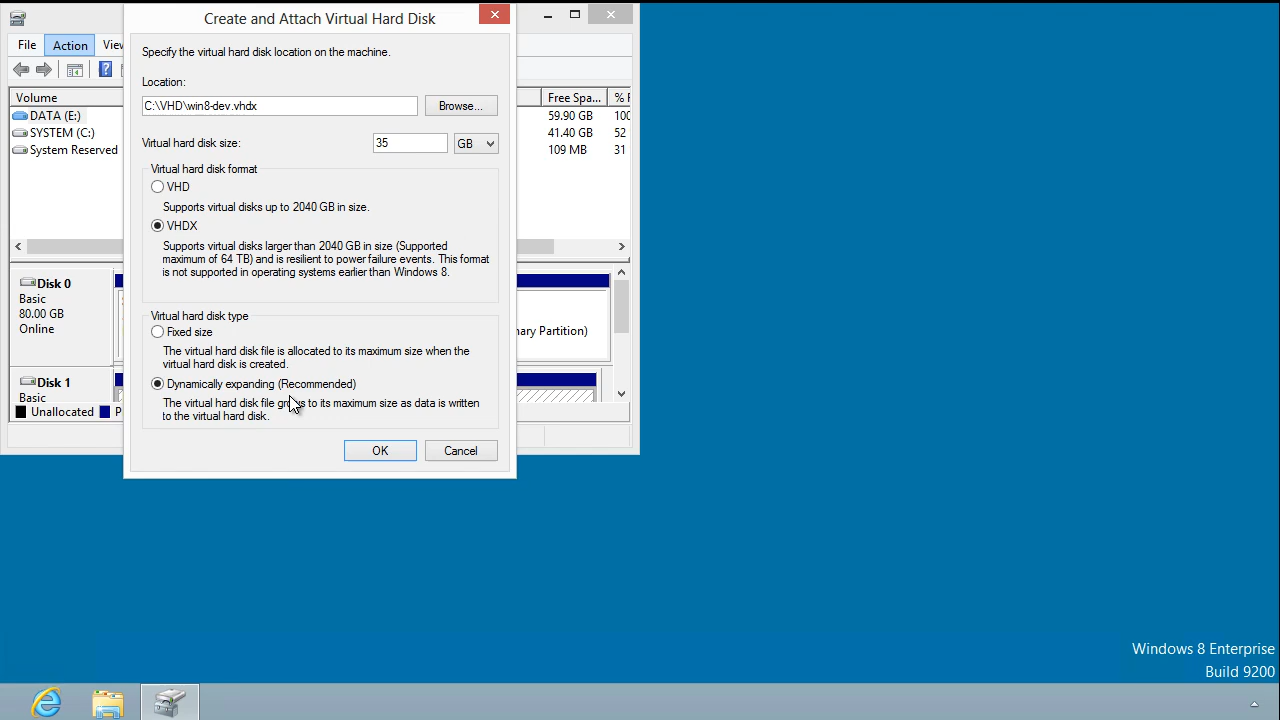 Create and Attach Virtual Hard Disk
File Action Vie
Specify the virtual hard disk location on the machine.
Location:
C:\VHD\win8-dev.vhdx Browse...
Virtual hard disk size: 35 GB
Virtual hard disk format
VHD
Supports virtual disks up to 2040 GB in size.
VHDX
Supports virtual disks larger than 2040 GB in size (Supported
maximum of 64 TB) and is resilient to power failure events. This format
is not supported in operating systems earlier than Windows 8.
Virtual hard disk type
Fixed size
The virtual hard disk file is allocated to its maximum size when the
virtual hard disk is created.
Dynamically expanding (Recommended)
The virtual hard disk file grows to its maximum size as data is written
to the virtual hard disk.
OK Cancel
Volume Free Spa... % F
DATA (E:) 59.90 GB 100
SYSTEM (C:) 41.40 GB 52
System Reserved 109 MB 31
Disk 0
Basic
80.00 GB
Online
nary Partition)
Disk 1
Basic
Unallocated P
Windows 8 Enterprise
Build 9200